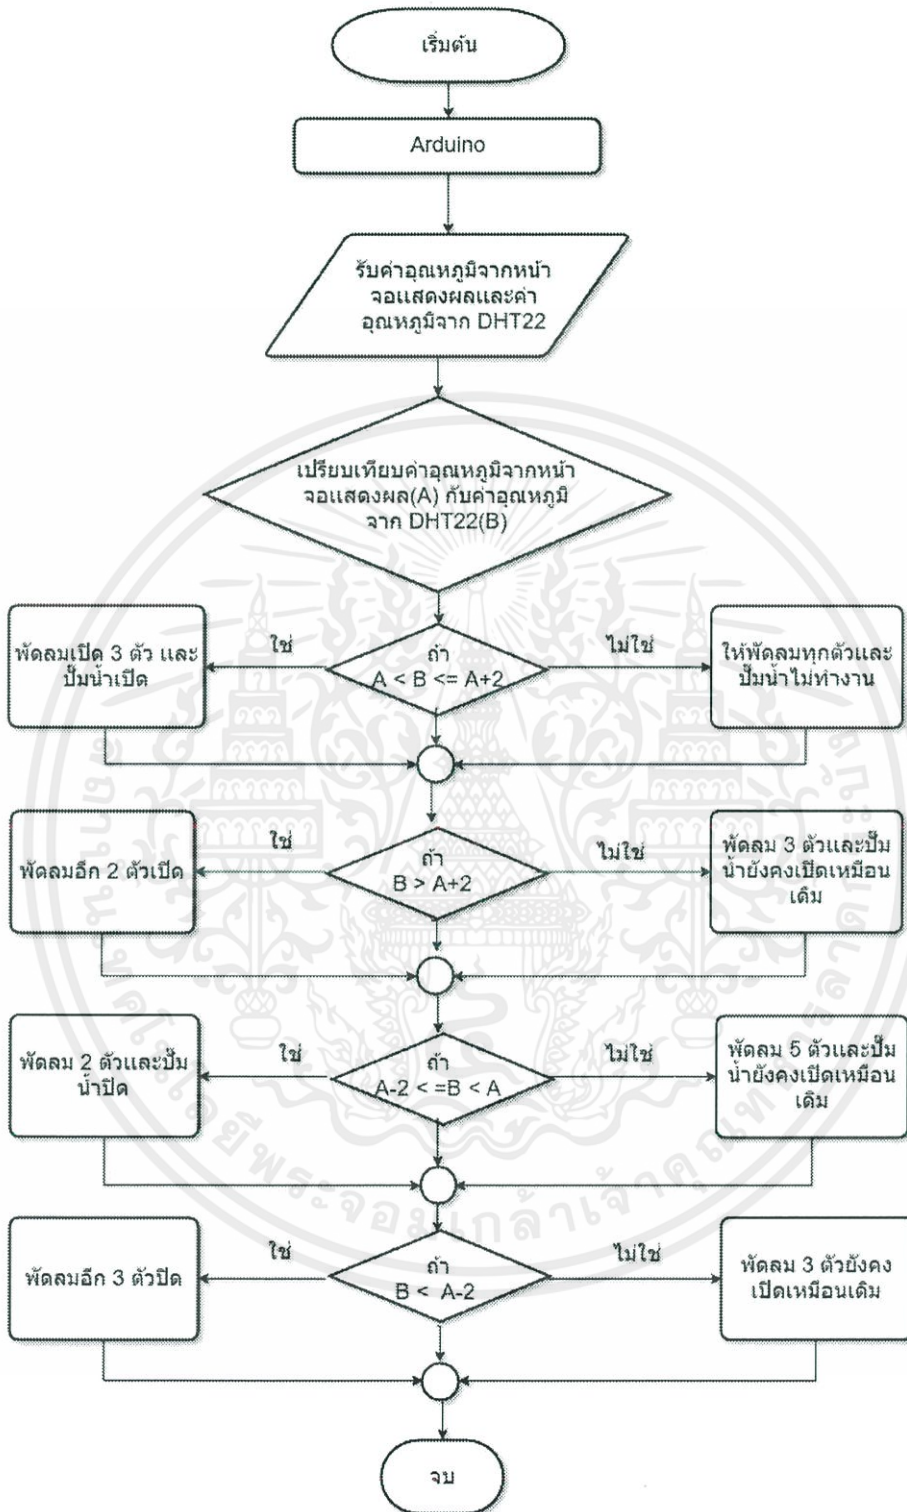 เริ่มต้น
Arduino
รับค่าอุณหภูมิจากหน้า
จอแสดงผลและค่า
อุณหภูมิจาก DHT22
เปรียบเทียบค่าอุณหภูมิจากหน้า
จอแสดงผล(A) กับค่าอุณหภูมิ
จาก DHT22(B)
ถ้า
A < B <= A+2
ใช่
พัดลมเปิด 3 ตัว และ
ปั๊มน้ำเปิด
ไม่ใช่
ให้พัดลมทุกตัวและ
ปั๊มน้ำไม่ทำงาน
ถ้า
B > A+2
ใช่
พัดลมอีก 2 ตัวเปิด
ไม่ใช่
พัดลม 3 ตัวและปั๊ม
น้ำยังคงเปิดเหมือน
เดิม
ถ้า
A-2 < =B < A
ใช่
พัดลม 2 ตัวและปั๊ม
น้ำปิด
ไม่ใช่
พัดลม 5 ตัวและปั๊ม
น้ำยังคงเปิดเหมือน
เดิม
ถ้า
B < A-2
ใช่
พัดลมอีก 3 ตัวปิด
ไม่ใช่
พัดลม 3 ตัวยังคง
เปิดเหมือนเดิม
จบ